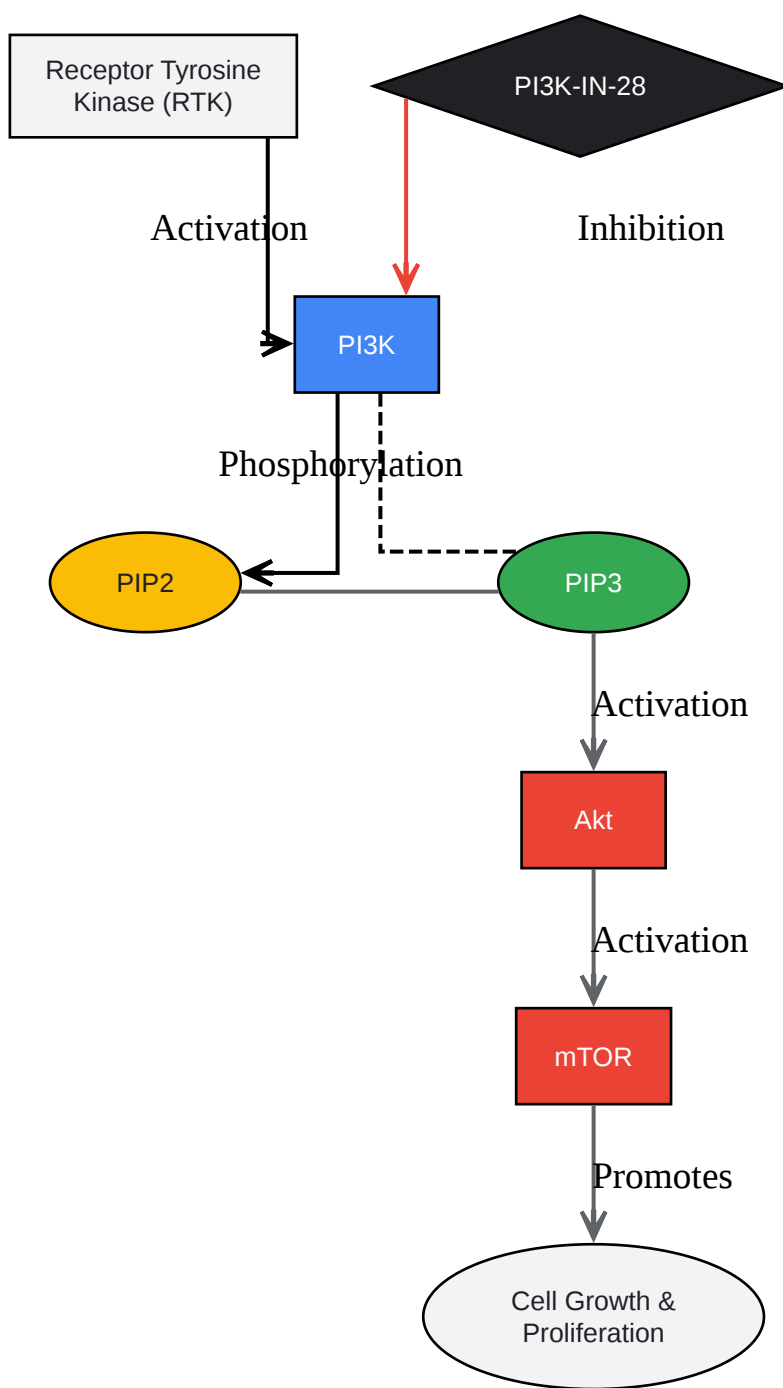 Receptor Tyrosine
Kinase (RTK)
PI3K-IN-28
Activation
Inhibition
PI3K
Phosphorylation
PIP2
PIP3
Activation
Akt
Activation
mTOR
Promotes
Cell Growth &
Proliferation